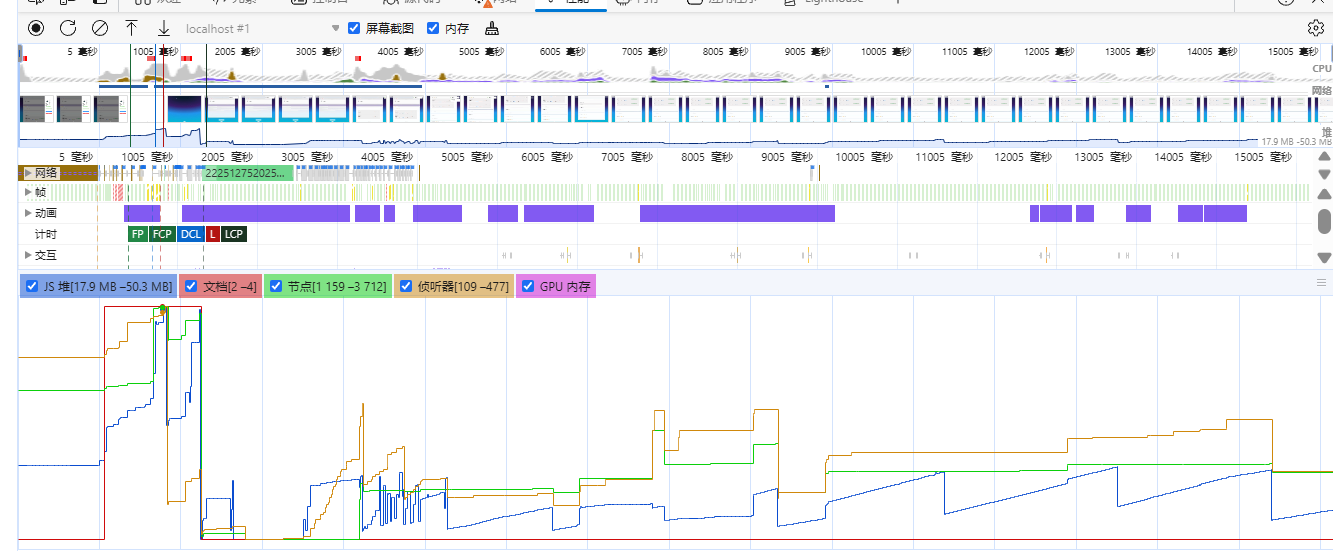 localhost #1 屏幕截图 内存
5 毫秒 1005 毫秒 2005 毫秒 3005 毫秒 4005 毫秒 5005 毫秒 6005 毫秒 7005 毫秒 8005 毫秒 9005 毫秒 10005 毫秒 11005 毫秒 12005 毫秒 13005 毫秒 14005 毫秒 15005 毫秒
CPU
网络
堆
17.9 MB -50.3 MB
5 毫秒 1005 毫秒 2005 毫秒 3005 毫秒 4005 毫秒 5005 毫秒 6005 毫秒 7005 毫秒 8005 毫秒 9005 毫秒 10005 毫秒 11005 毫秒 12005 毫秒 13005 毫秒 14005 毫秒 15005 毫秒
网络 222512752025...
帧
动画
计时 FP FCP DCL L LCP
交互
JS 堆[17.9 MB –50.3 MB] 文档[2 –4] 节点[1 159 –3 712] 侦听器[109 –477] GPU 内存